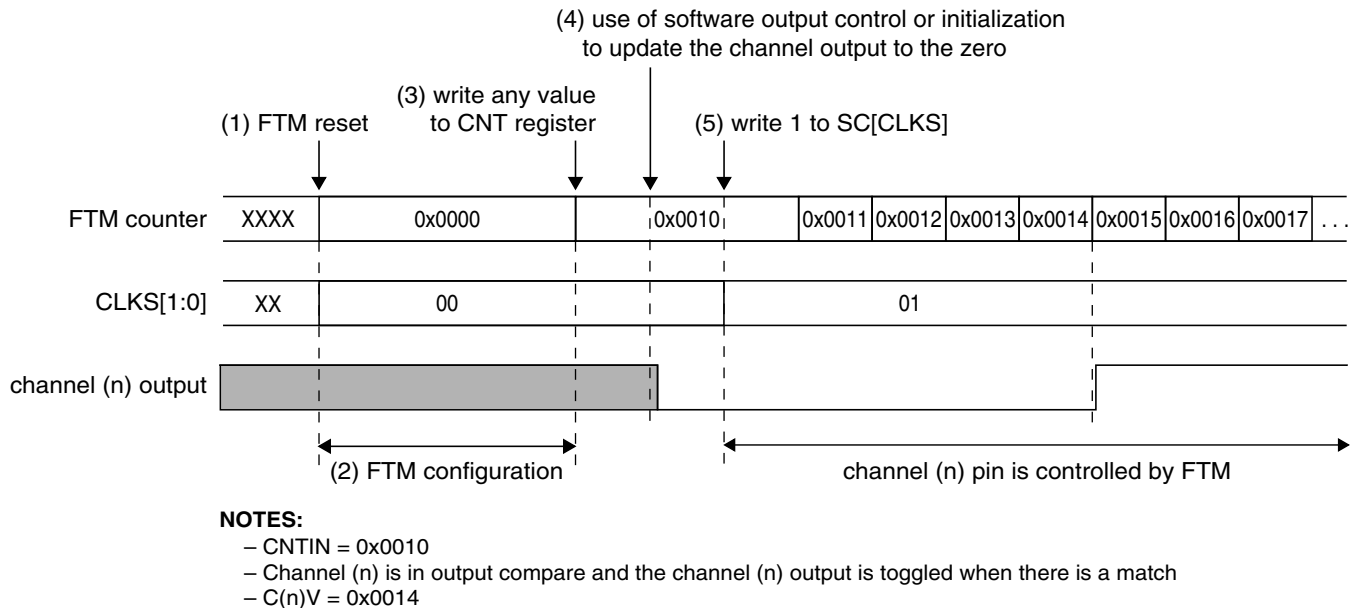 (4) use of software output control or initialization
to update the channel output to the zero
(3) write any value
to CNT register
(1) FTM reset
(5) write 1 to SC[CLKS]
FTM counter
XXXX
0x0000
0x0010
0x0011
0x0012
0x0013
0x0014
0x0015
0x0016
0x0017
. . .
CLKS[1:0]
XX
00
01
channel (n) output
(2) FTM configuration
channel (n) pin is controlled by FTM
NOTES:
– CNTIN = 0x0010
– Channel (n) is in output compare and the channel (n) output is toggled when there is a match
– C(n)V = 0x0014